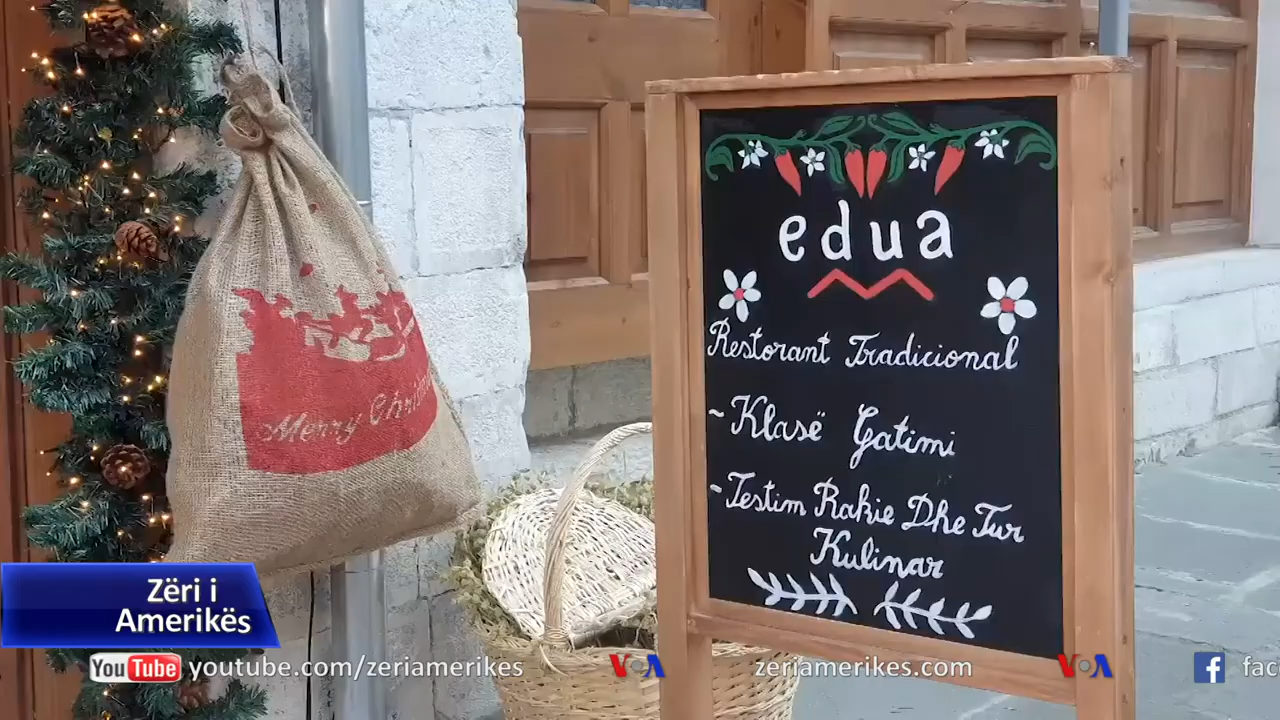 edua
Restorant Tradicional
-Klasë Gatimi
-Testim Rakie Dhe Tur
Kulinar
Merry
Zëri i
Amerikës
YouTube youtube.com/zeriamerikes VOA zeriamerikes.com VOA